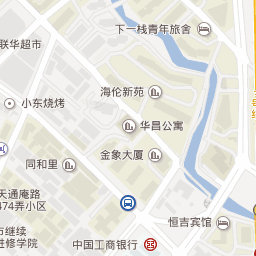 下一栈青年旅舍
联华超市
海伦新苑
小东烧烤
华昌公寓
金象大厦
同和里
天通庵路
474弄小区
恒吉宾馆
市继续
进修学院
中国工商银行